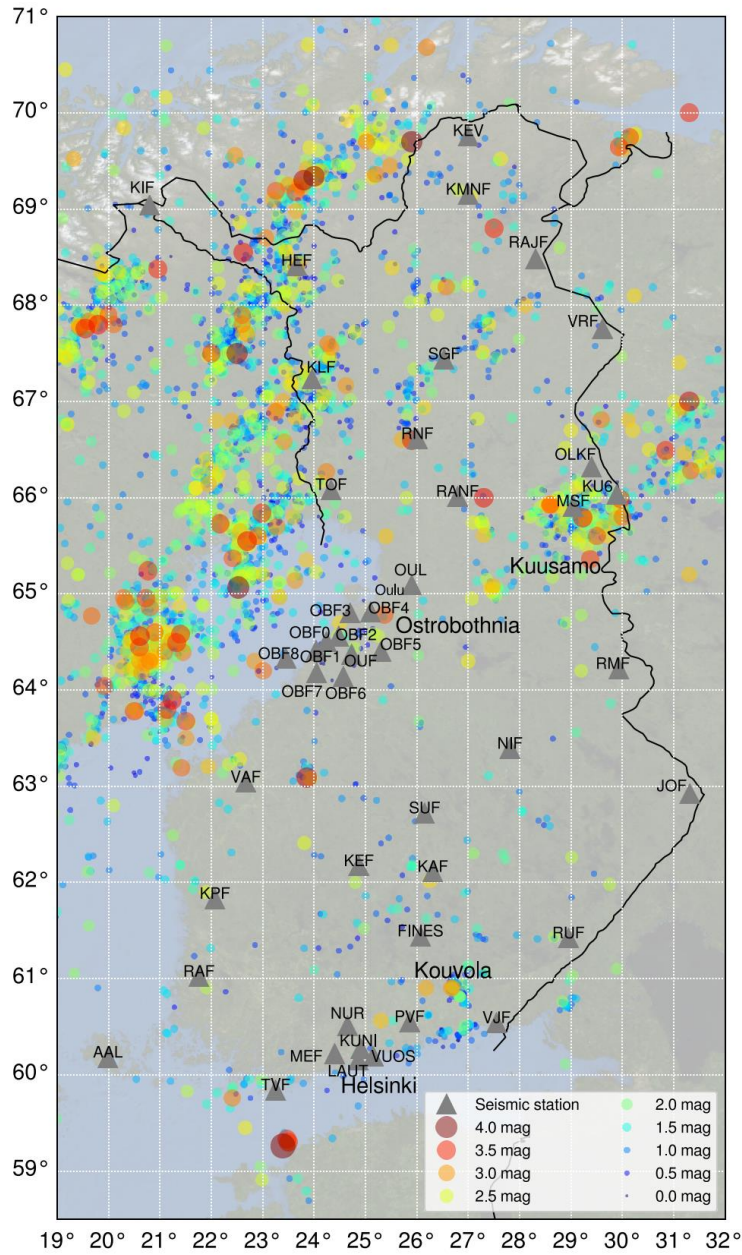 71°
70°
KEV
KIF
KMNF
69°
RAJF
HEF
68°
VRF
SGF
KLF
67°
RNF
OLKF
TOF
RANF
KU6
66°
MSF
Kuusamo
OUL
65°
Oulu
OBF3
OBF4
Ostrobothnia
OBF0
OBF2
OBF8
OBF1
OBF5
OUF
RMF
64°
OBF7
OBF6
NIF
VAF
63°
JOF
SUF
KEF
KAF
62°
KPF
FINES
RUF
RAF
Kouvola
61°
NUR
PVF
VJF
KUNI
AAL
MEF
VUOS
60°
LAUT
Helsinki
TVF
Seismic station
2.0 mag
4.0 mag
1.5 mag
3.5 mag
1.0 mag
3.0 mag
0.5 mag
59°
2.5 mag
0.0 mag
19° 20° 21° 22° 23° 24° 25° 26° 27° 28° 29° 30° 31° 32°